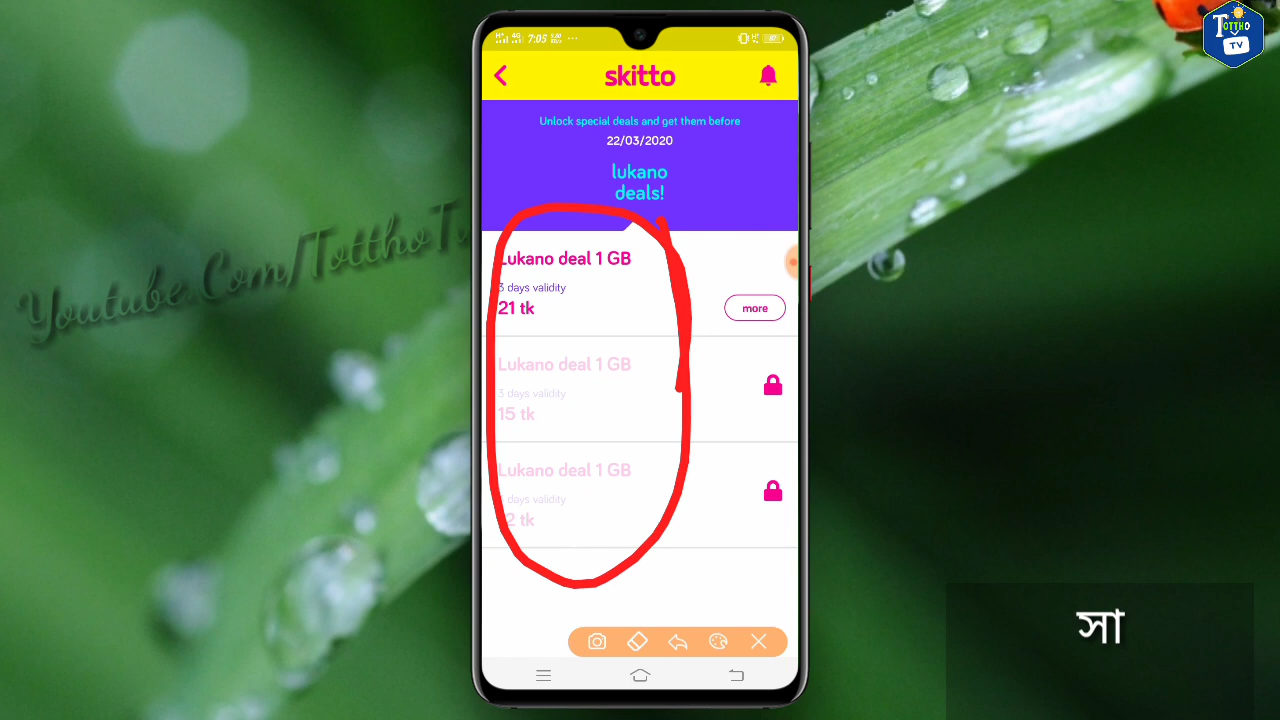 TOTTHO
TV
7:05
skitto
Unlock special deals and get them before
22/03/2020
lukano
deals!
Lukano deal 1 GB
3 days validity
21 tk
more
Lukano deal 1 GB
3 days validity
15 tk
Lukano deal 1 GB
days validity
2 tk
Youtube.Com/TotthoT
সা